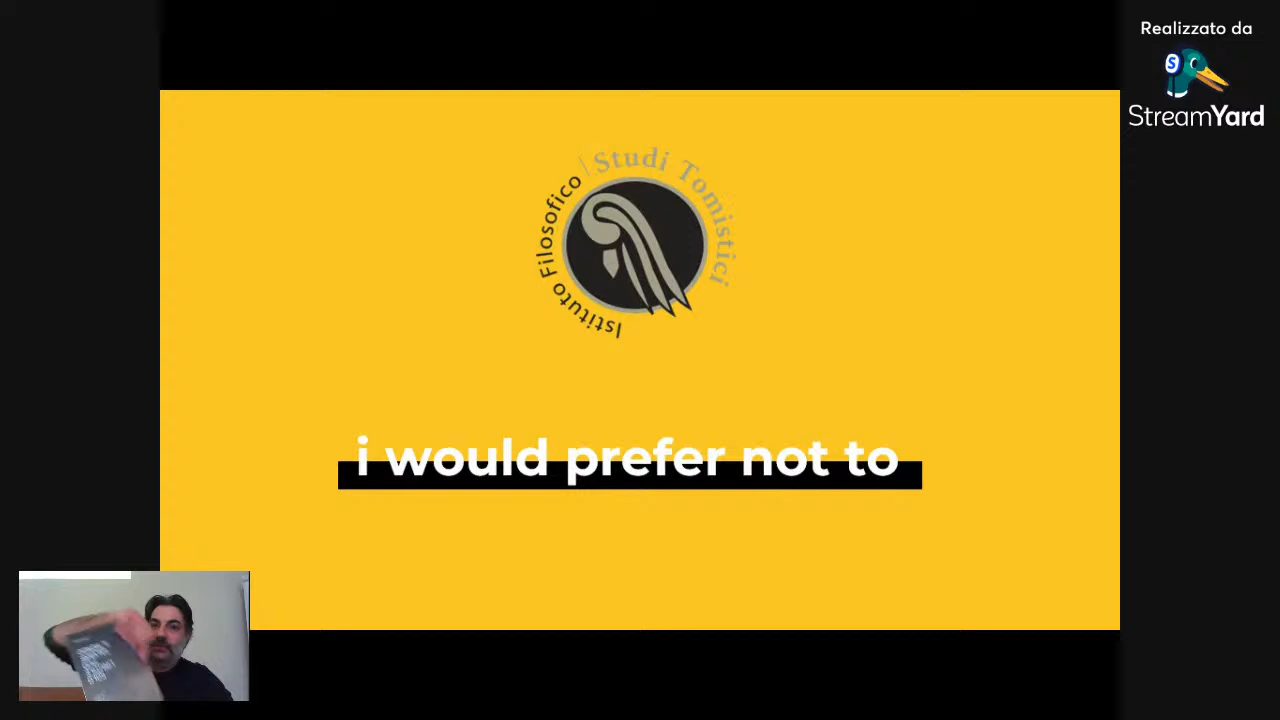 Realizzato da
S
StreamYard
Istituto Filosofico | Studi Tomistici
i would prefer not to